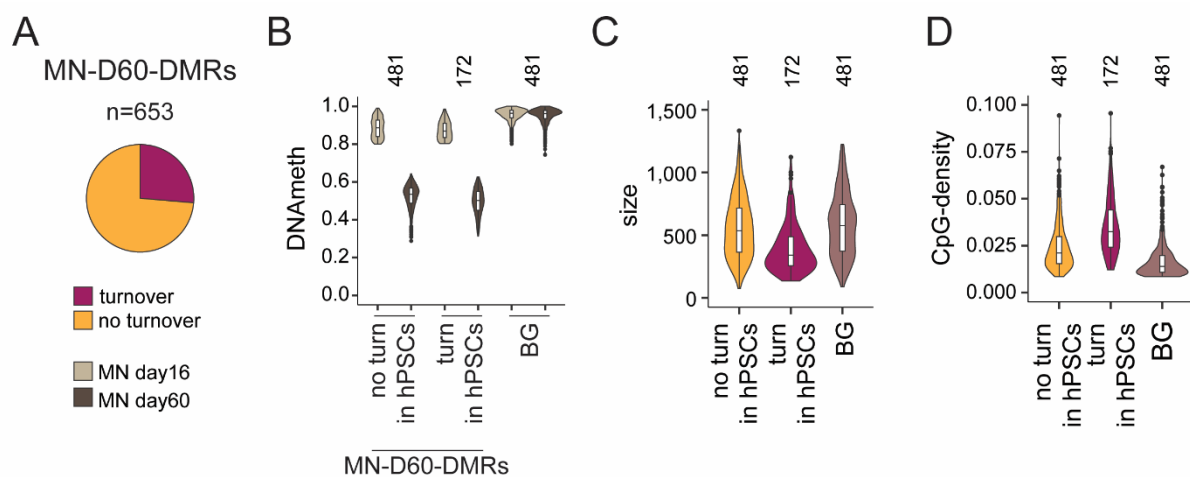 A
MN-D60-DMRs
n=653
turnover
no turnover
MN day16
MN day60
B
481
172
481
DNAmeth
1.0
0.8
0.6
0.4
0.2
0.0
no turn
in hPSCs
turn
in hPSCs
BG
MN-D60-DMRs
C
481
172
481
size
1,500
1,000
500
0
no turn
in hPSCs
turn
in hPSCs
BG
D
481
172
481
CpG-density
0.100
0.075
0.050
0.025
0.000
no turn
in hPSCs
turn
in hPSCs
BG